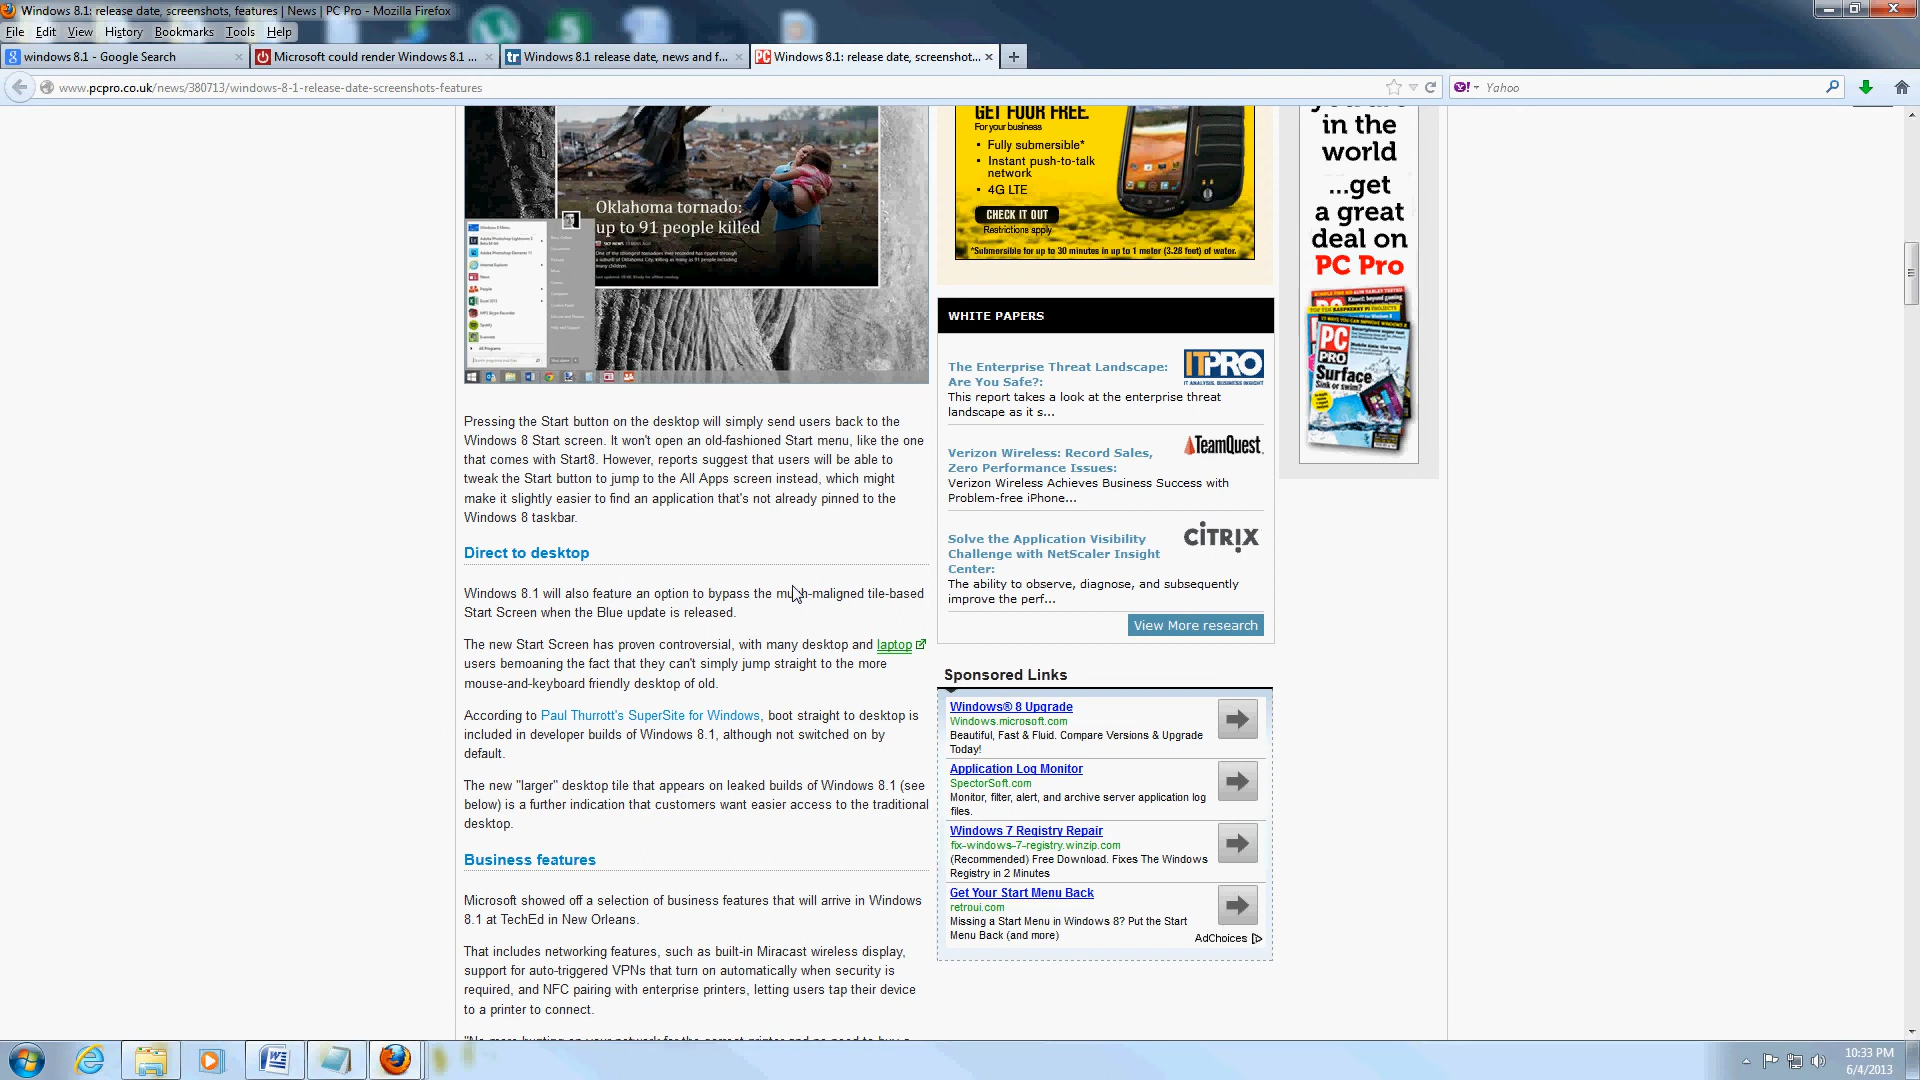 Windows 8.1: release date, screenshots, features | News | PC Pro - Mozilla Firefox
File Edit View History Bookmarks Tools Help
windows 8.1 - Google Search
Microsoft could render Windows 8.1 ...
tr Windows 8.1 release date, news and f...
PC Windows 8.1: release date, screenshot...
www.pcpro.co.uk/news/380713/windows-8-1-release-date-screenshots-features
Yahoo
Oklahoma tornado:
up to 91 people killed
Pressing the Start button on the desktop will simply send users back to the
Windows 8 Start screen. It won't open an old-fashioned Start menu, like the one
that comes with Start8. However, reports suggest that users will be able to
tweak the Start button to jump to the All Apps screen instead, which might
make it slightly easier to find an application that's not already pinned to the
Windows 8 taskbar.
Direct to desktop
Windows 8.1 will also feature an option to bypass the much-maligned tile-based
Start Screen when the Blue update is released.
The new Start Screen has proven controversial, with many desktop and laptop
users bemoaning the fact that they can't simply jump straight to the more
mouse-and-keyboard friendly desktop of old.
According to Paul Thurrott's SuperSite for Windows, boot straight to desktop is
included in developer builds of Windows 8.1, although not switched on by
default.
The new "larger" desktop tile that appears on leaked builds of Windows 8.1 (see
below) is a further indication that customers want easier access to the traditional
desktop.
Business features
Microsoft showed off a selection of business features that will arrive in Windows
8.1 at TechEd in New Orleans.
That includes networking features, such as built-in Miracast wireless display,
support for auto-triggered VPNs that turn on automatically when security is
required, and NFC pairing with enterprise printers, letting users tap their device
to a printer to connect.
GET YOUR FREE.
For your business
• Fully submersible*
• Instant push-to-talk
network
• 4G LTE
CHECK IT OUT
Restrictions apply
*Submersible for up to 30 minutes in up to 1 meter (3.28 feet) of water.
WHITE PAPERS
The Enterprise Threat Landscape:
Are You Safe?:
This report takes a look at the enterprise threat
landscape as it s...
ITPRO
IT ANALYSIS. BUSINESS INSIGHT
Verizon Wireless: Record Sales,
Zero Performance Issues:
Verizon Wireless Achieves Business Success with
Problem-free iPhone...
TeamQuest
Solve the Application Visibility
Challenge with NetScaler Insight
Center:
The ability to observe, diagnose, and subsequently
improve the perf...
CITRIX
View More research
Sponsored Links
Windows® 8 Upgrade
Windows.microsoft.com
Beautiful, Fast & Fluid. Compare Versions & Upgrade
Today!
Application Log Monitor
SpectorSoft.com
Monitor, filter, alert, and archive server application log
files.
Windows 7 Registry Repair
fix-windows-7-registry.winzip.com
(Recommended) Free Download. Fixes The Windows
Registry in 2 Minutes
Get Your Start Menu Back
retroui.com
Missing a Start Menu in Windows 8? Put the Start
Menu Back (and more)
AdChoices
in the
world
...get
a great
deal on
PC Pro
PC
PRO
Surface
Sink or swim?
10:33 PM
6/4/2013